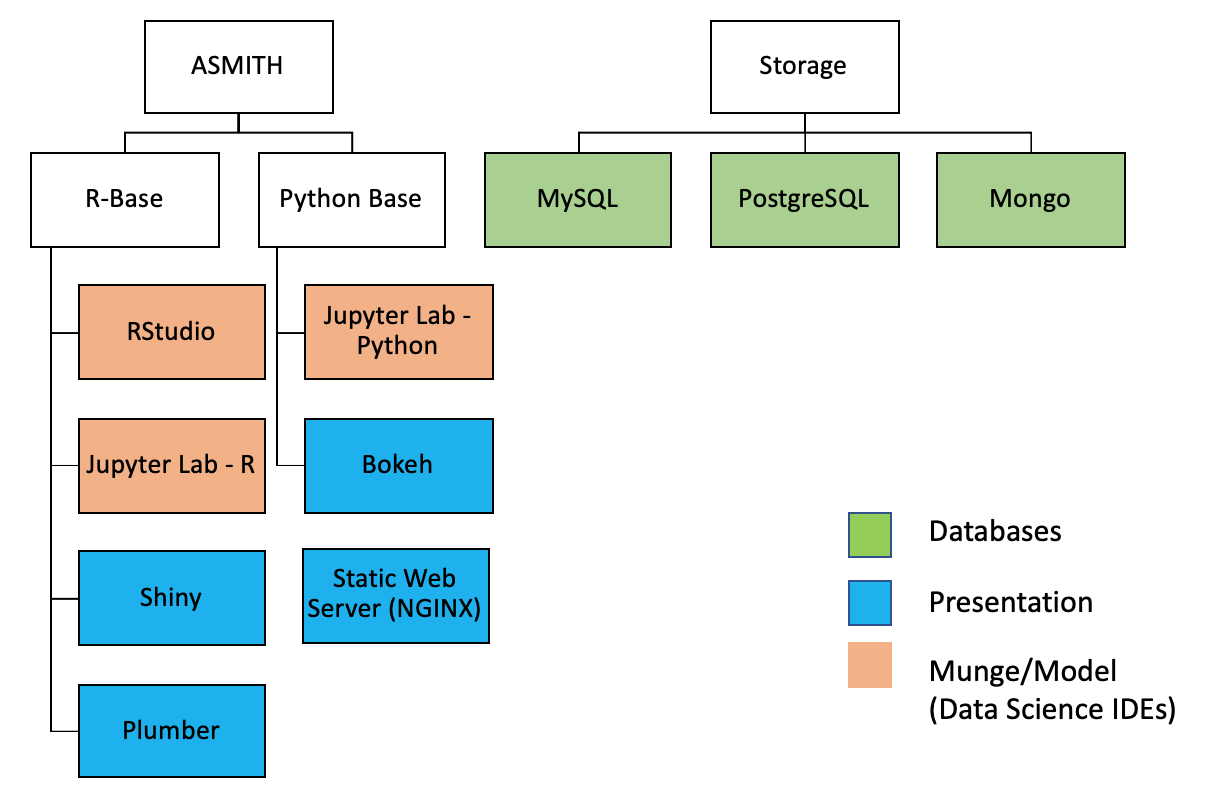 ASMITH
Storage
R-Base
Python Base
MySQL
PostgreSQL
Mongo
RStudio
Jupyter Lab -
Python
Jupyter Lab - R
Bokeh
Shiny
Static Web
Server (NGINX)
Plumber
Databases
Presentation
Munge/Model
(Data Science IDEs)